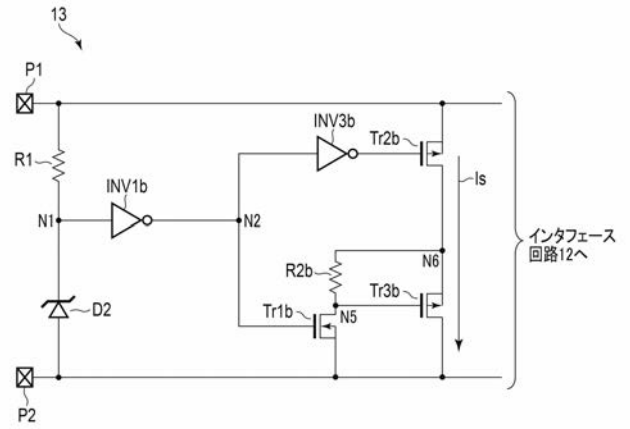 13
P1
INV3b
Tr2b
R1
INV1b
Is
N1
N2
インタフェース
回路12へ
R2b
N6
Tr3b
D2
Tr1b
N5
P2